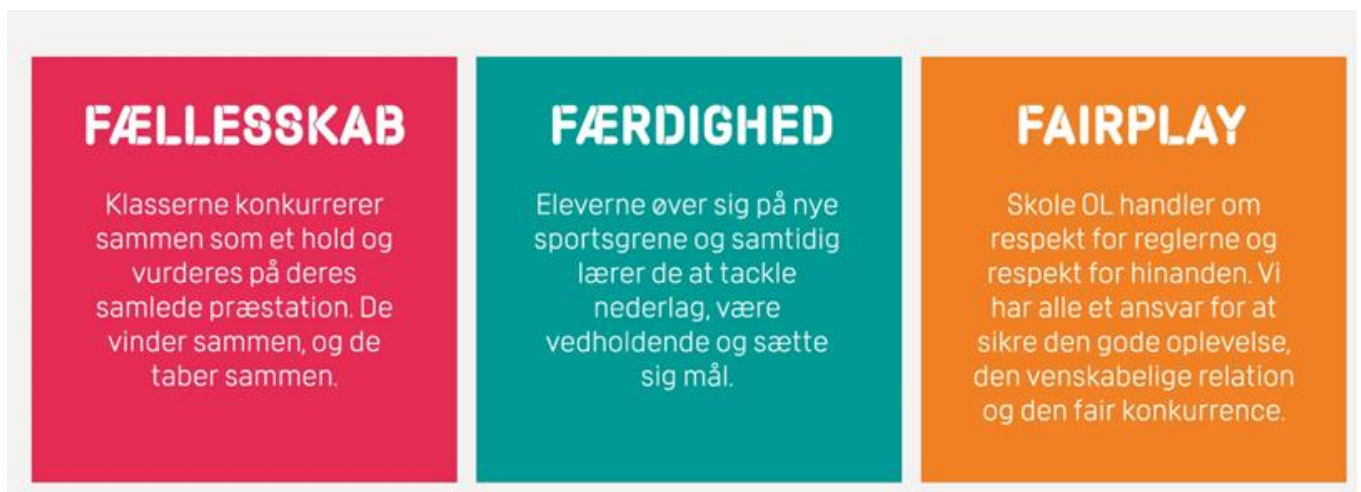 FÆLLESSKAB
Klasserne konkurrerer
sammen som et hold og
vurderes på deres
samlede præstation. De
vinder sammen, og de
taber sammen.
FÆRDIGHED
Eleverne øver sig på nye
sportsgrene og samtidig
lærer de at tackle
nederlag, være
vedholdende og sætte
sig mål.
FAIRPLAY
Skole OL handler om
respekt for reglerne og
respekt for hinanden. Vi
har alle et ansvar for at
sikre den gode oplevelse,
den venskabelige relation
og den fair konkurrence.